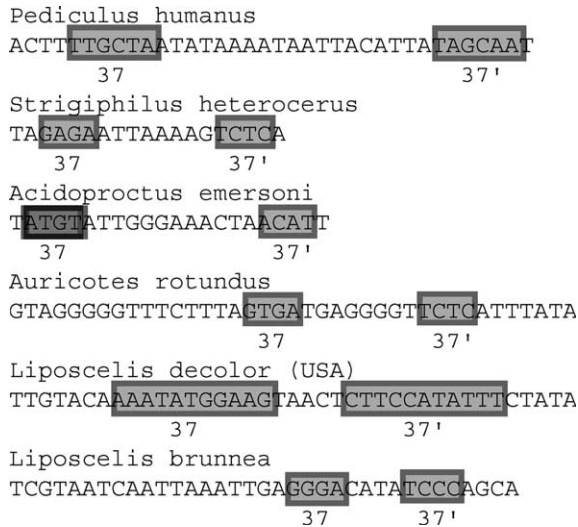 Pediculus humanus
ACTTTTGCTAATATAAAATAATTACATTATAGCAAT
37 37'
Strigiphilus heterocerus
TAGAGAATTAAAAGTCTCA
37 37'
Acidoproctus emersoni
TATGTATTGGGAAACTAACATT
37 37'
Auricotes rotundus
GTAGGGGGTTTCTTTAGTGATGAGGGGTTCTCATTTATA
37 37'
Liposcelis decolor (USA)
TTGTACAAAATATGGAAGTAACTCTTCCATATTTCTATA
37 37'
Liposcelis brunnea
TCGTAATCAATTAAATTGAGGGACATATCCCAGCA
37 37'